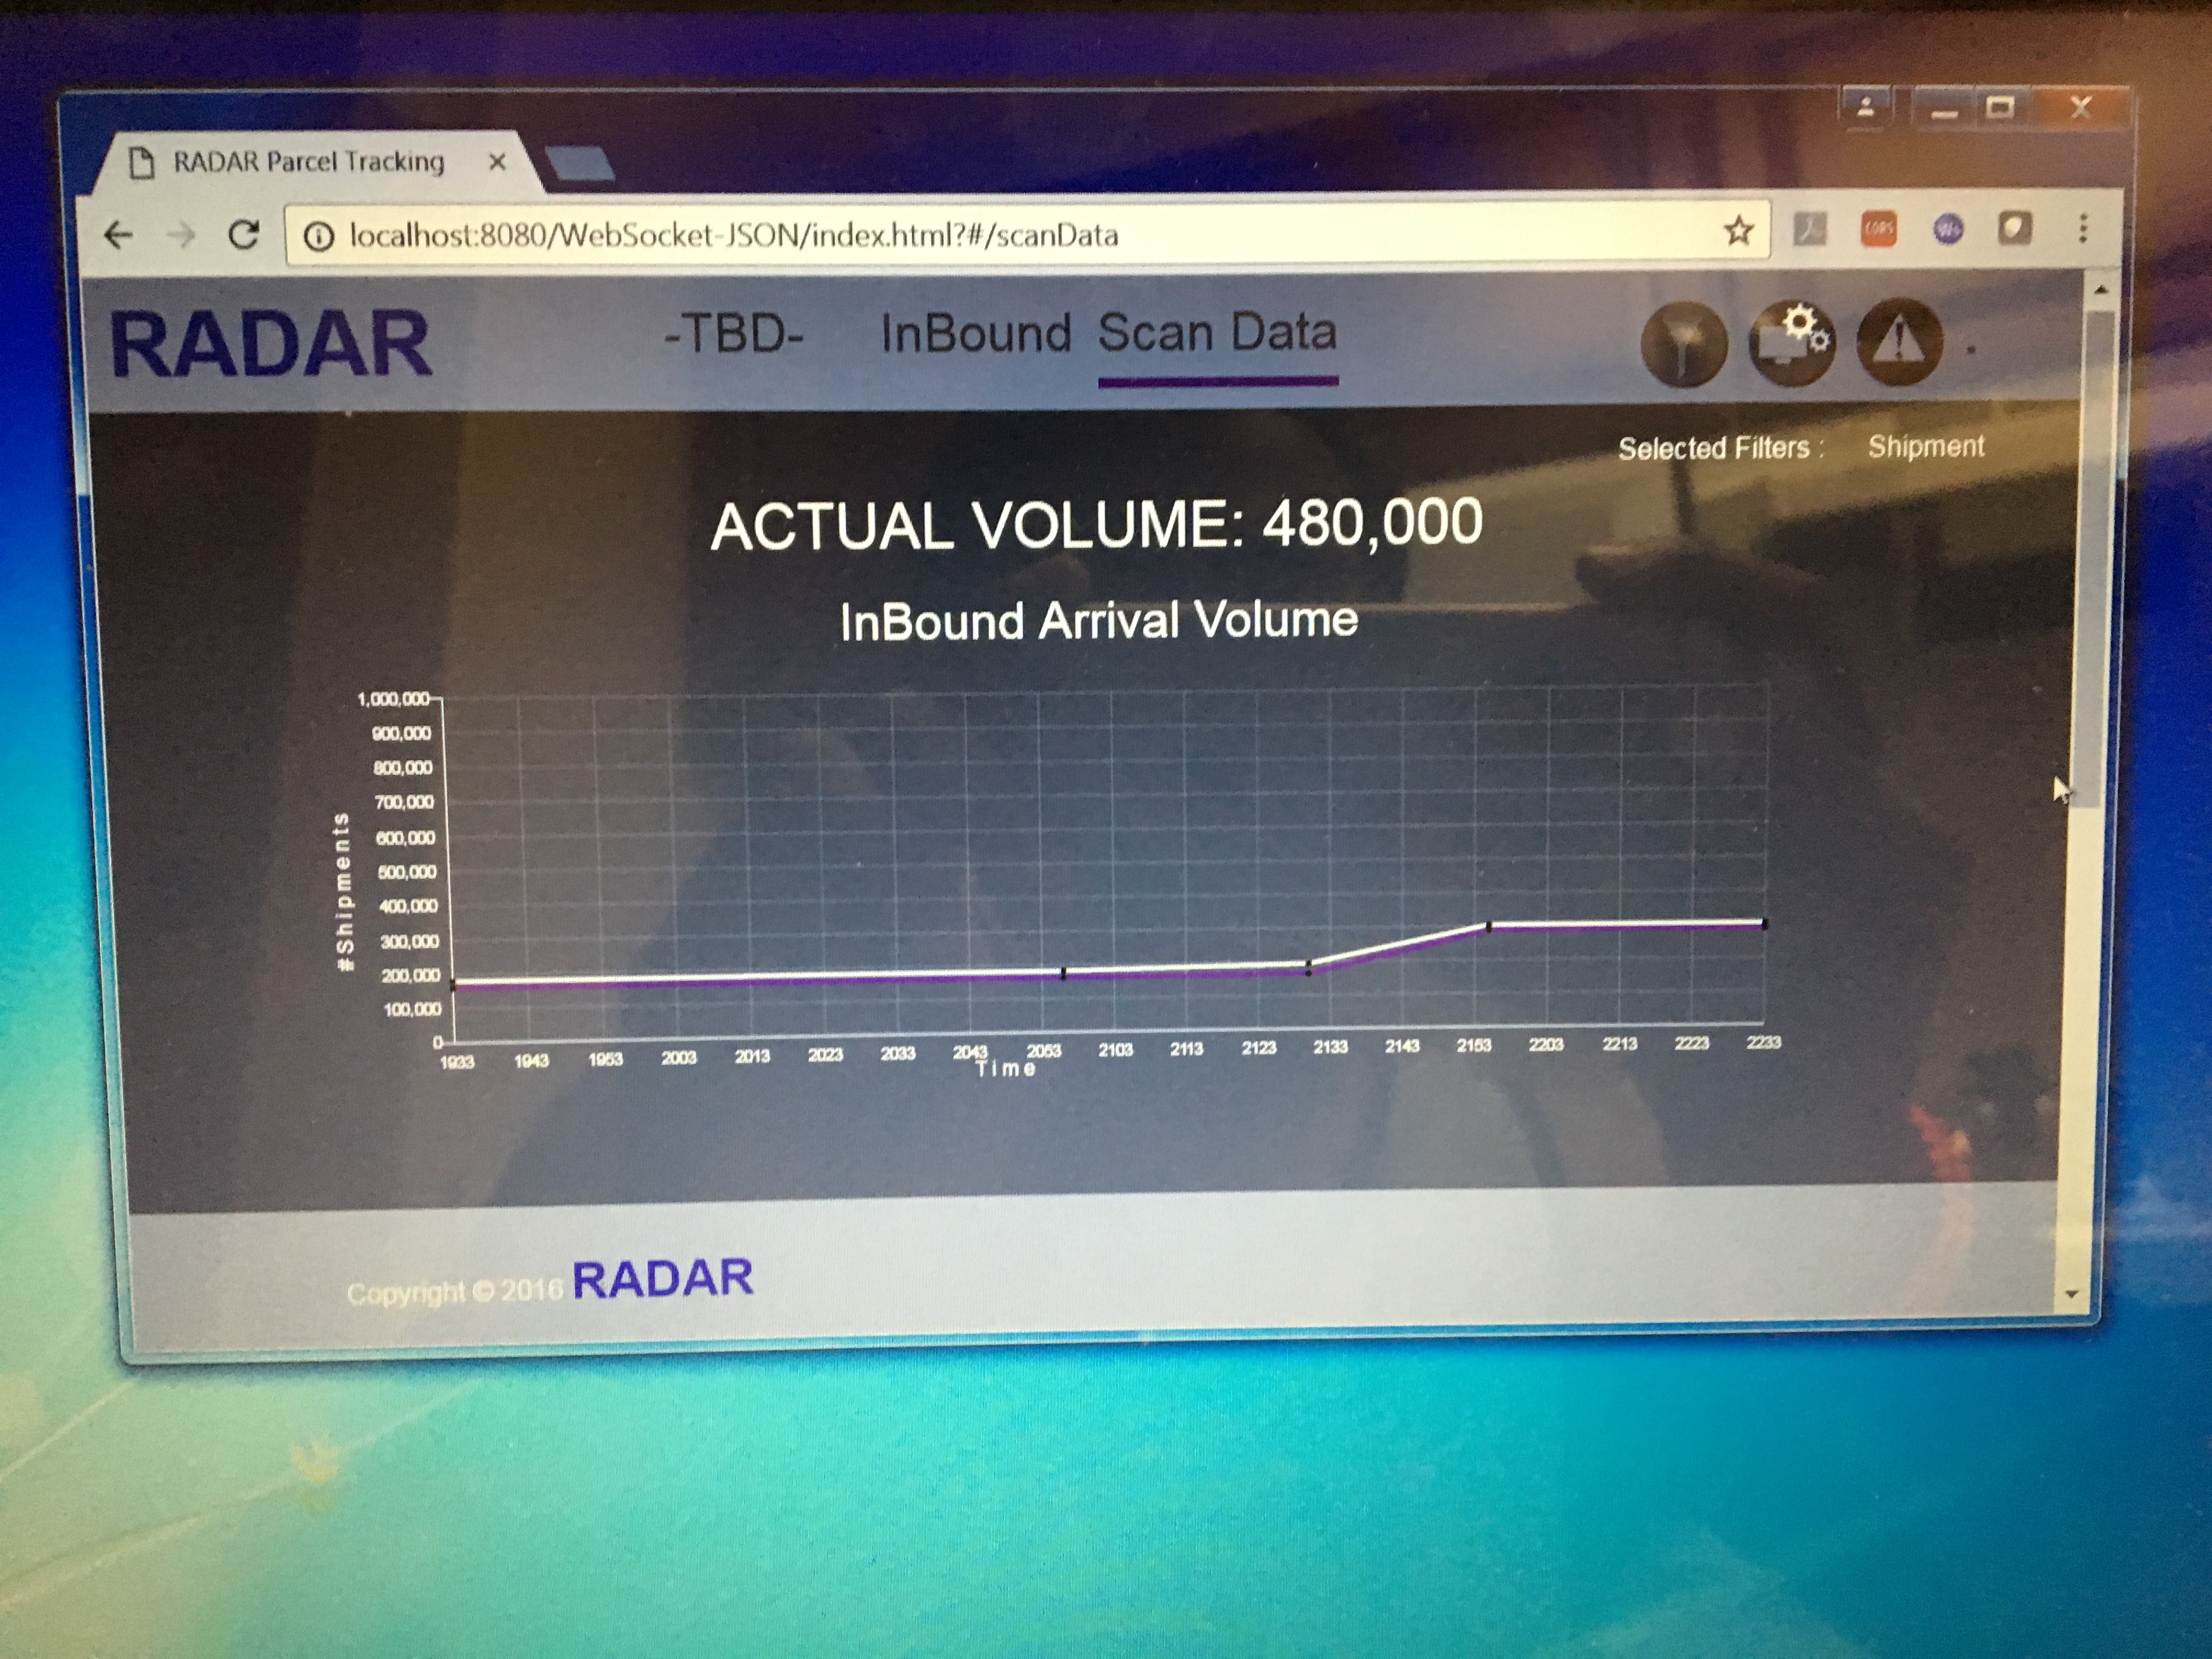 RADAR Parcel Tracking
localhost:8080/WebSocket-JSON/index.html?#/scanData
CORS
RADAR -TBD- InBound Scan Data
Selected Filters : Shipment
ACTUAL VOLUME: 480,000
InBound Arrival Volume
1,000,000
900,000
800,000
700,000
600,000
500,000
400,000
300,000
200,000
100,000
0
#Shipments
1933 1943 1953 2003 2013 2023 2033 2043 2053 2103 2113 2123 2133 2143 2153 2203 2213 2223 2233
Time
Copyright © 2016 RADAR